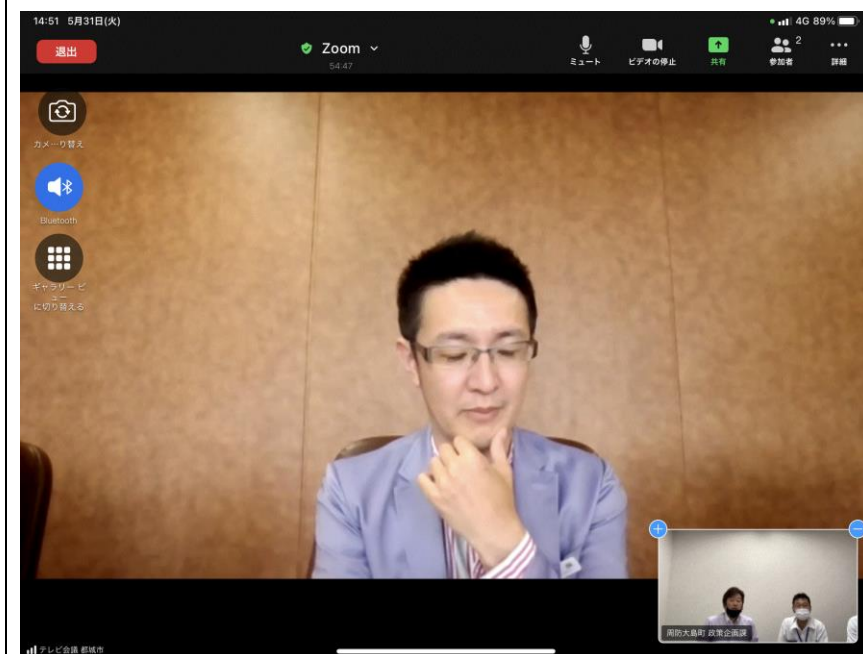 14:51 5月31日(火)
4G 89%
退出
Zoom
54:47
ミュート
ビデオの停止
共有
2
参加者
詳細
カメ…り替え
Bluetooth
ギャラリー ビ
ュー
に切り替える
周防大島町 政策企画課
テレビ会議 都城市